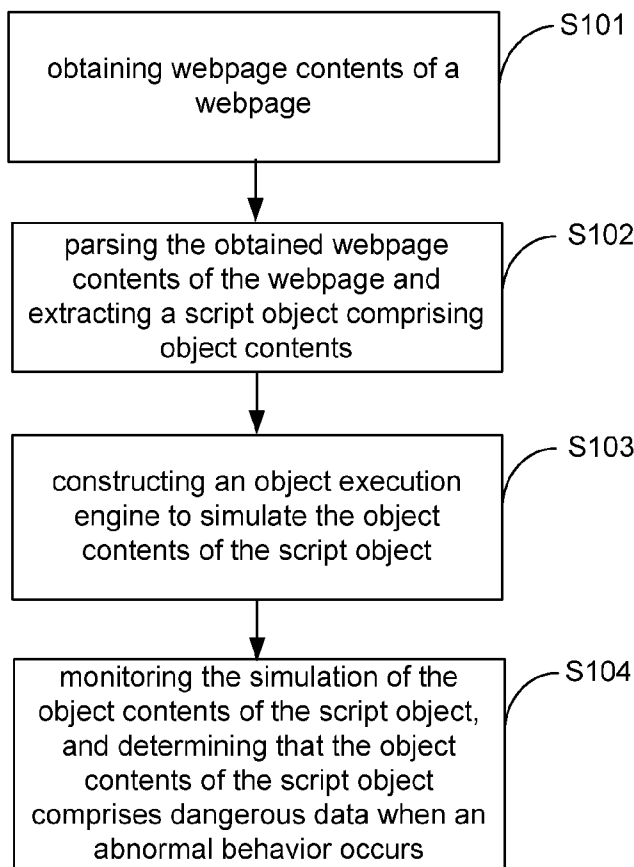 obtaining webpage contents of a
webpage
S101
parsing the obtained webpage
contents of the webpage and
extracting a script object comprising
object contents
S102
constructing an object execution
engine to simulate the object
contents of the script object
S103
monitoring the simulation of the
object contents of the script object,
and determining that the object
contents of the script object
comprises dangerous data when an
abnormal behavior occurs
S104